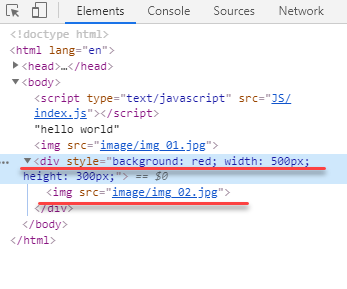 Elements Console Sources
<!doctype html>
<html lang="en">
<head>…</head>
<body>
<script type="text/javascript" src="JS/
index.js"></script>
"hello world"
<img src="image/img_01.jpg">
… <div style="background: red; width: 500px;
height: 300px;"> == $0
<img src="image/img_02.jpg">
</div>
</body>
</html>